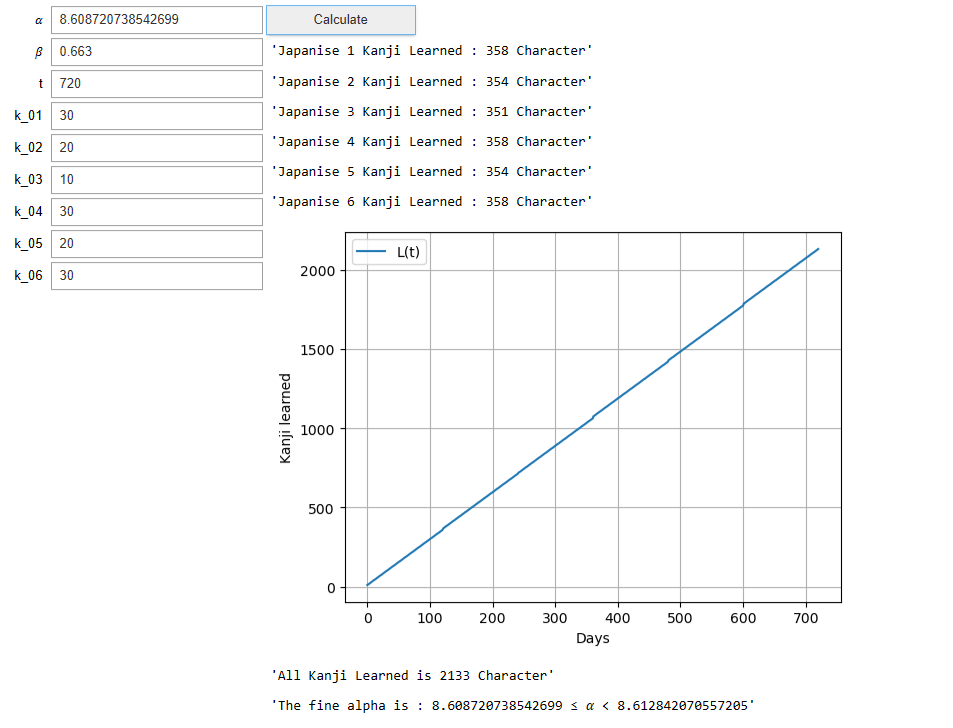 α 8.608720738542699 Calculate
β 0.663
t 720
k_01 30
k_02 20
k_03 10
k_04 30
k_05 20
k_06 30
'Japanise 1 Kanji Learned : 358 Character'
'Japanise 2 Kanji Learned : 354 Character'
'Japanise 3 Kanji Learned : 351 Character'
'Japanise 4 Kanji Learned : 358 Character'
'Japanise 5 Kanji Learned : 354 Character'
'Japanise 6 Kanji Learned : 358 Character'
L(t)
2000
1500
1000
500
0
Kanji learned
0 100 200 300 400 500 600 700
Days
'All Kanji Learned is 2133 Character'
'The fine alpha is : 8.608720738542699 ≤ α < 8.612842070557205'